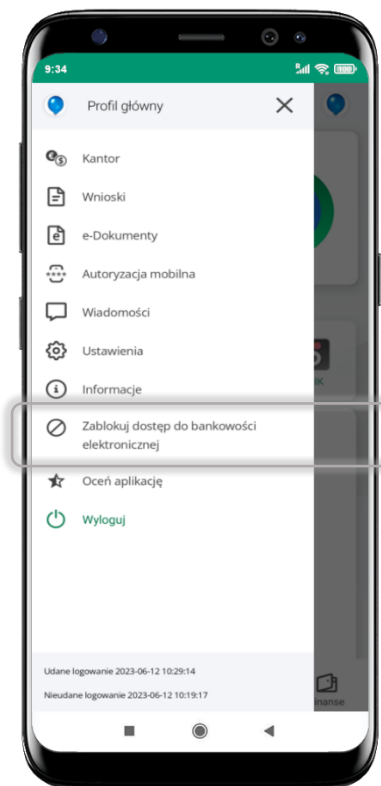 9:34
100
Profil główny
Kantor
Wnioski
e-Dokumenty
Autoryzacja mobilna
Wiadomości
Ustawienia
Informacje
Zablokuj dostęp do bankowości
elektronicznej
Oceń aplikację
Wyloguj
Udane logowanie 2023-06-12 10:29:14
Nieudane logowanie 2023-06-12 10:19:17